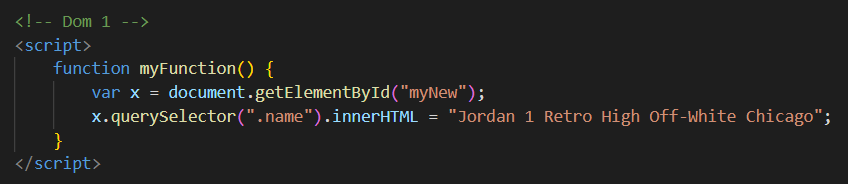 <!-- Dom 1 -->
<script>
    function myFunction() {
        var x = document.getElementById("myNew");
        x.querySelector(".name").innerHTML = "Jordan 1 Retro High Off-White Chicago";
    }
</script>